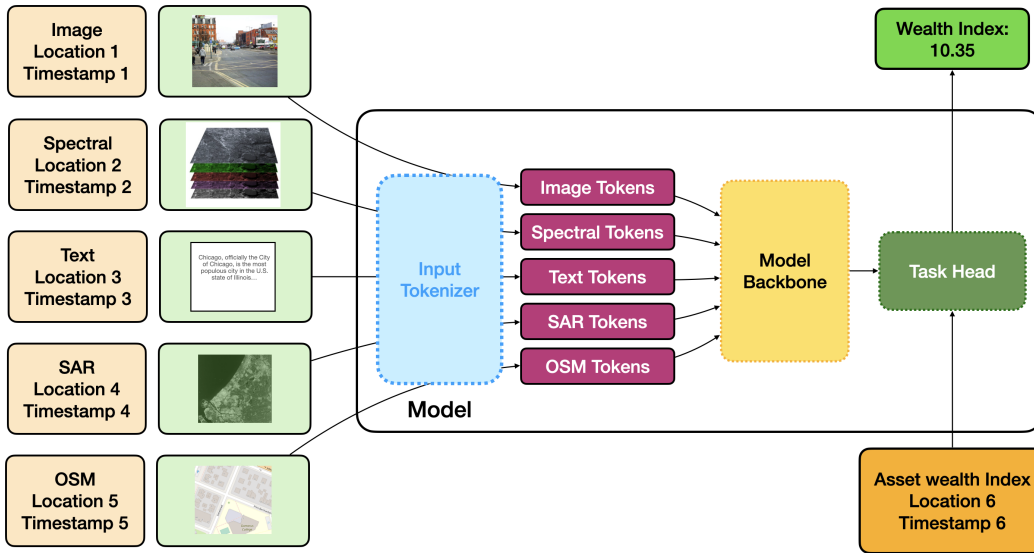 Image
Location 1
Timestamp 1
Spectral
Location 2
Timestamp 2
Text
Location 3
Timestamp 3
SAR
Location 4
Timestamp 4
OSM
Location 5
Timestamp 5
Chicago, officially the City
of Chicago, is the most
populous city in the U.S.
state of Illinois....
Input
Tokenizer
Image Tokens
Spectral Tokens
Text Tokens
SAR Tokens
OSM Tokens
Model
Model
Backbone
Task Head
Wealth Index:
10.35
Asset wealth Index
Location 6
Timestamp 6